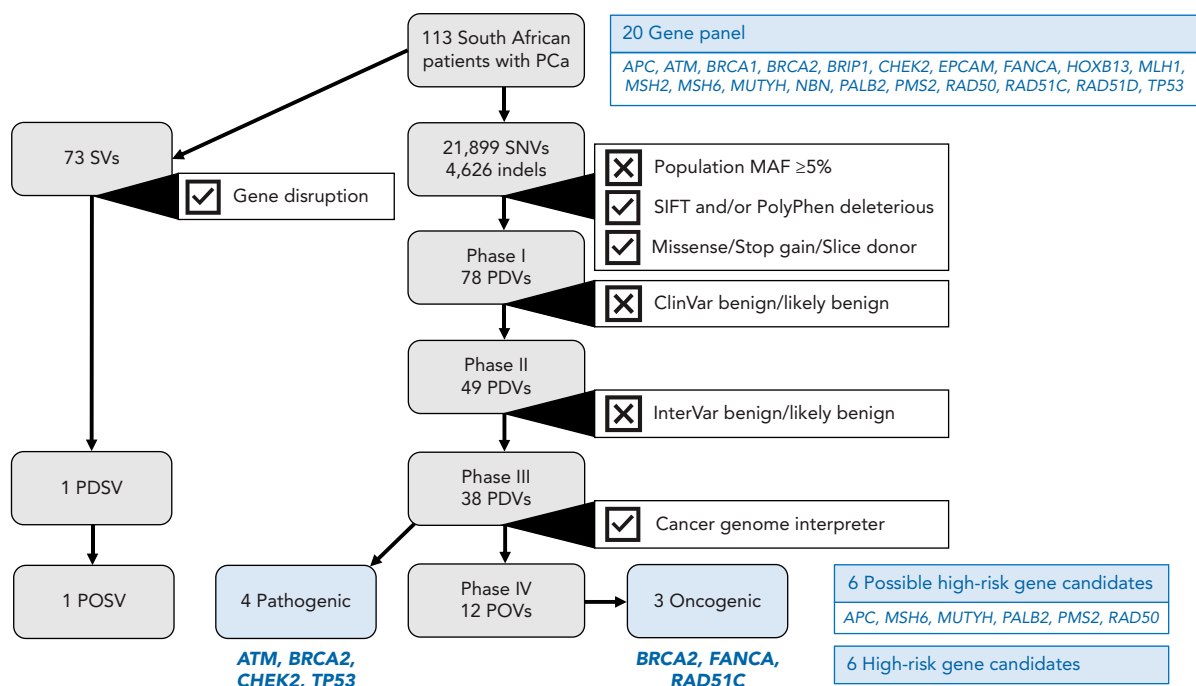 113 South African
patients with PCa
20 Gene panel
APC, ATM, BRCA1, BRCA2, BRIP1, CHEK2, EPCAM, FANCA, HOXB13, MLH1,
MSH2, MSH6, MUTYH, NBN, PALB2, PMS2, RAD50, RAD51C, RAD51D, TP53
73 SVs
Gene disruption
21,899 SNVs
4,626 indels
Population MAF ≥5%
SIFT and/or PolyPhen deleterious
Missense/Stop gain/Slice donor
Phase I
78 PDVs
ClinVar benign/likely benign
Phase II
49 PDVs
InterVar benign/likely benign
1 PDSV
Phase III
38 PDVs
Cancer genome interpreter
1 POSV
4 Pathogenic
ATM, BRCA2,
CHEK2, TP53
Phase IV
12 POVs
3 Oncogenic
BRCA2, FANCA,
RAD51C
6 Possible high-risk gene candidates
APC, MSH6, MUTYH, PALB2, PMS2, RAD50
6 High-risk gene candidates